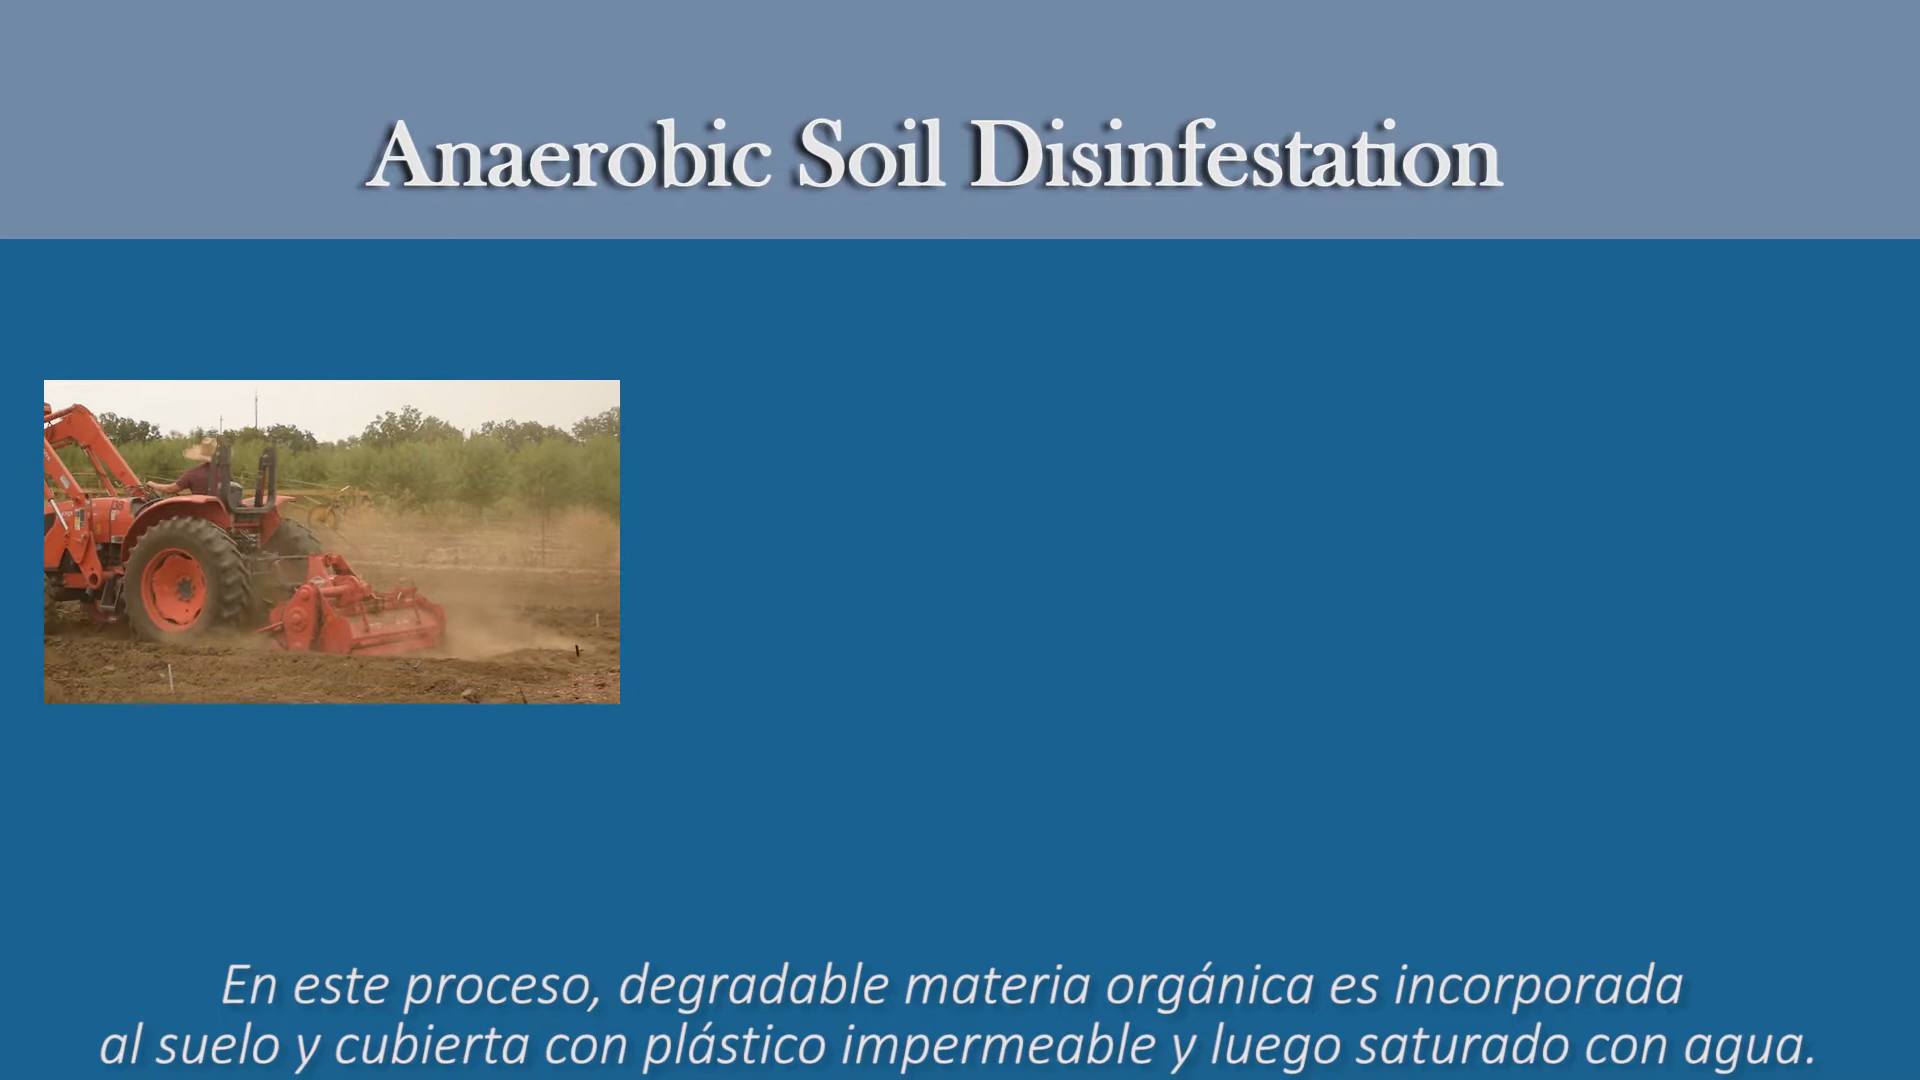 Anaerobic Soil Disinfestation
En este proceso, degradable materia orgánica es incorporada
al suelo y cubierta con plástico impermeable y luego saturado con agua.